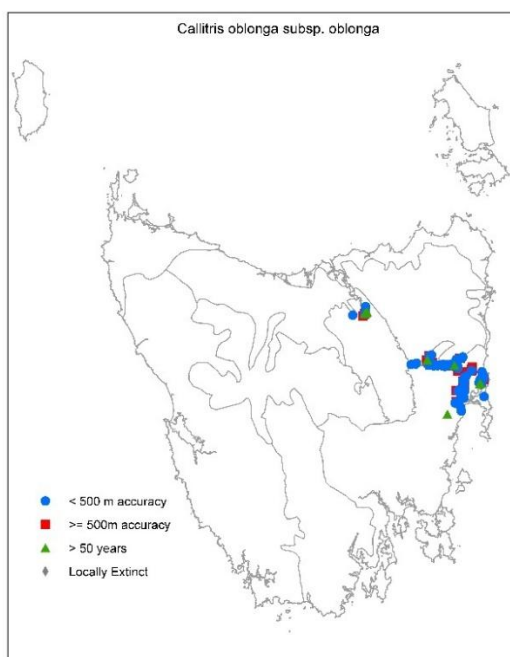 Callitris oblonga subsp. oblonga
< 500 m accuracy
>= 500m accuracy
> 50 years
Locally Extinct